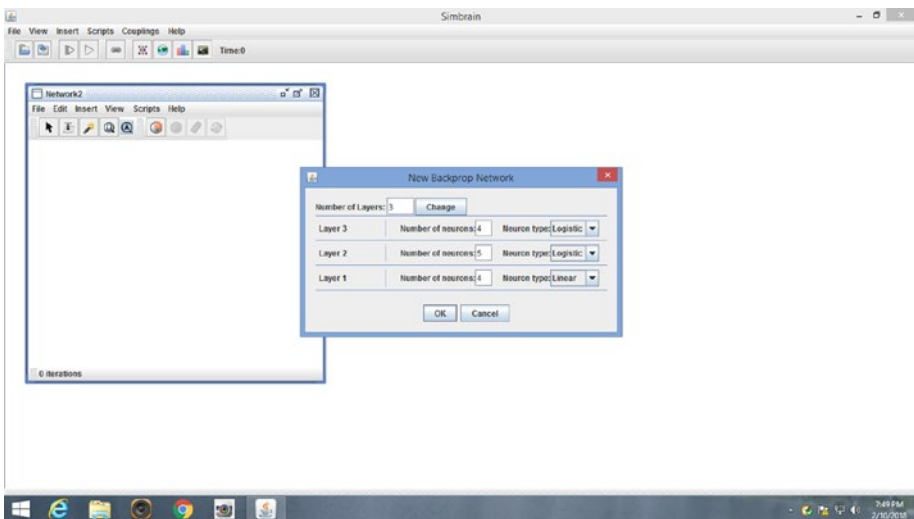 Simbrain
File View Insert Scripts Couplings Help
Time:0
Network2
File Edit Insert View Scripts Help
New Backprop Network
Number of Layers: 3 Change
Layer 3 Number of neurons: 4 Neuron type: Logistic
Layer 2 Number of neurons: 5 Neuron type: Logistic
Layer 1 Number of neurons: 4 Neuron type: Linear
OK Cancel
0 iterations
7:49 PM
2/10/2018